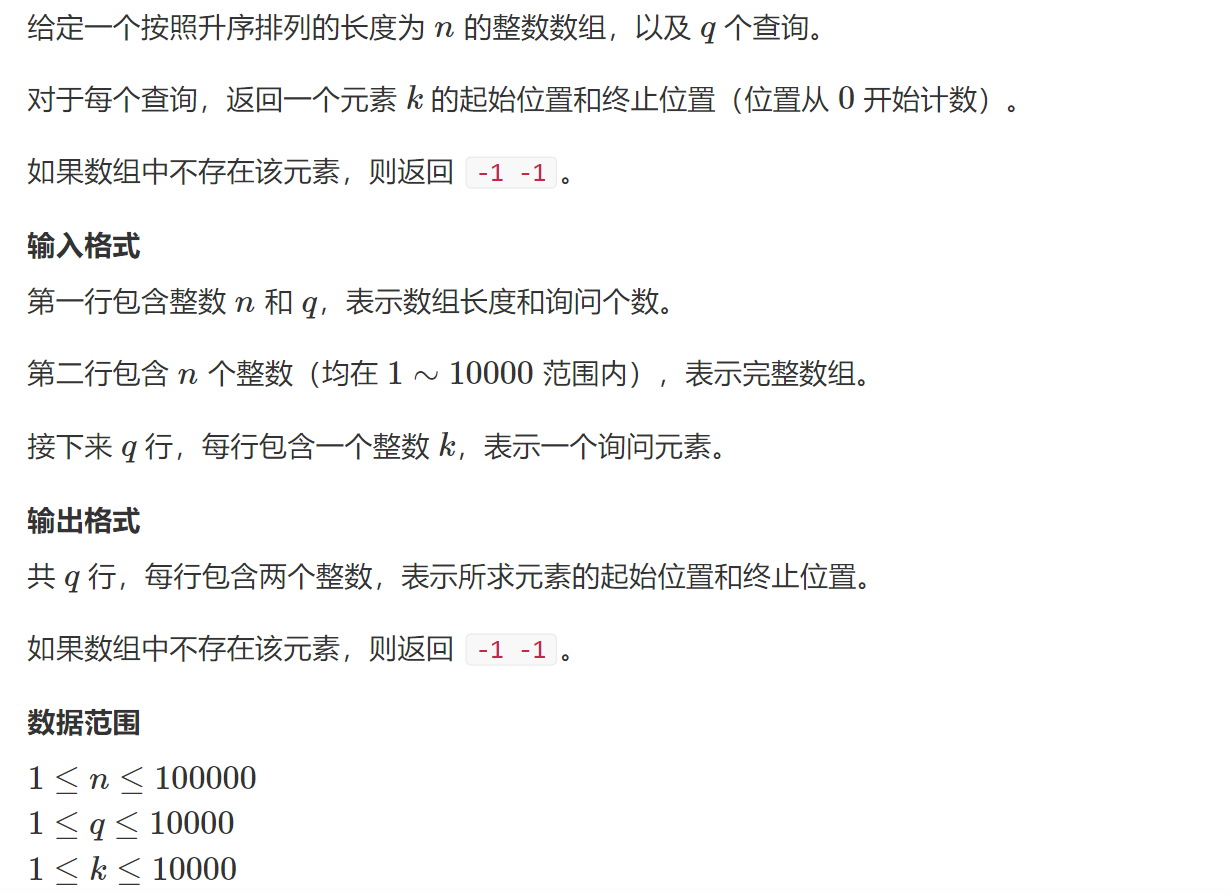 给定一个按照升序排列的长度为 n 的整数数组，以及 q 个查询。
对于每个查询，返回一个元素 k 的起始位置和终止位置（位置从 0 开始计数）。
如果数组中不存在该元素，则返回 -1 -1 。
输入格式
第一行包含整数 n 和 q，表示数组长度和询问个数。
第二行包含 n 个整数（均在 1 ∼ 10000 范围内），表示完整数组。
接下来 q 行，每行包含一个整数 k，表示一个询问元素。
输出格式
共 q 行，每行包含两个整数，表示所求元素的起始位置和终止位置。
如果数组中不存在该元素，则返回 -1 -1 。
数据范围
1 ≤ n ≤ 100000
1 ≤ q ≤ 10000
1 ≤ k ≤ 10000